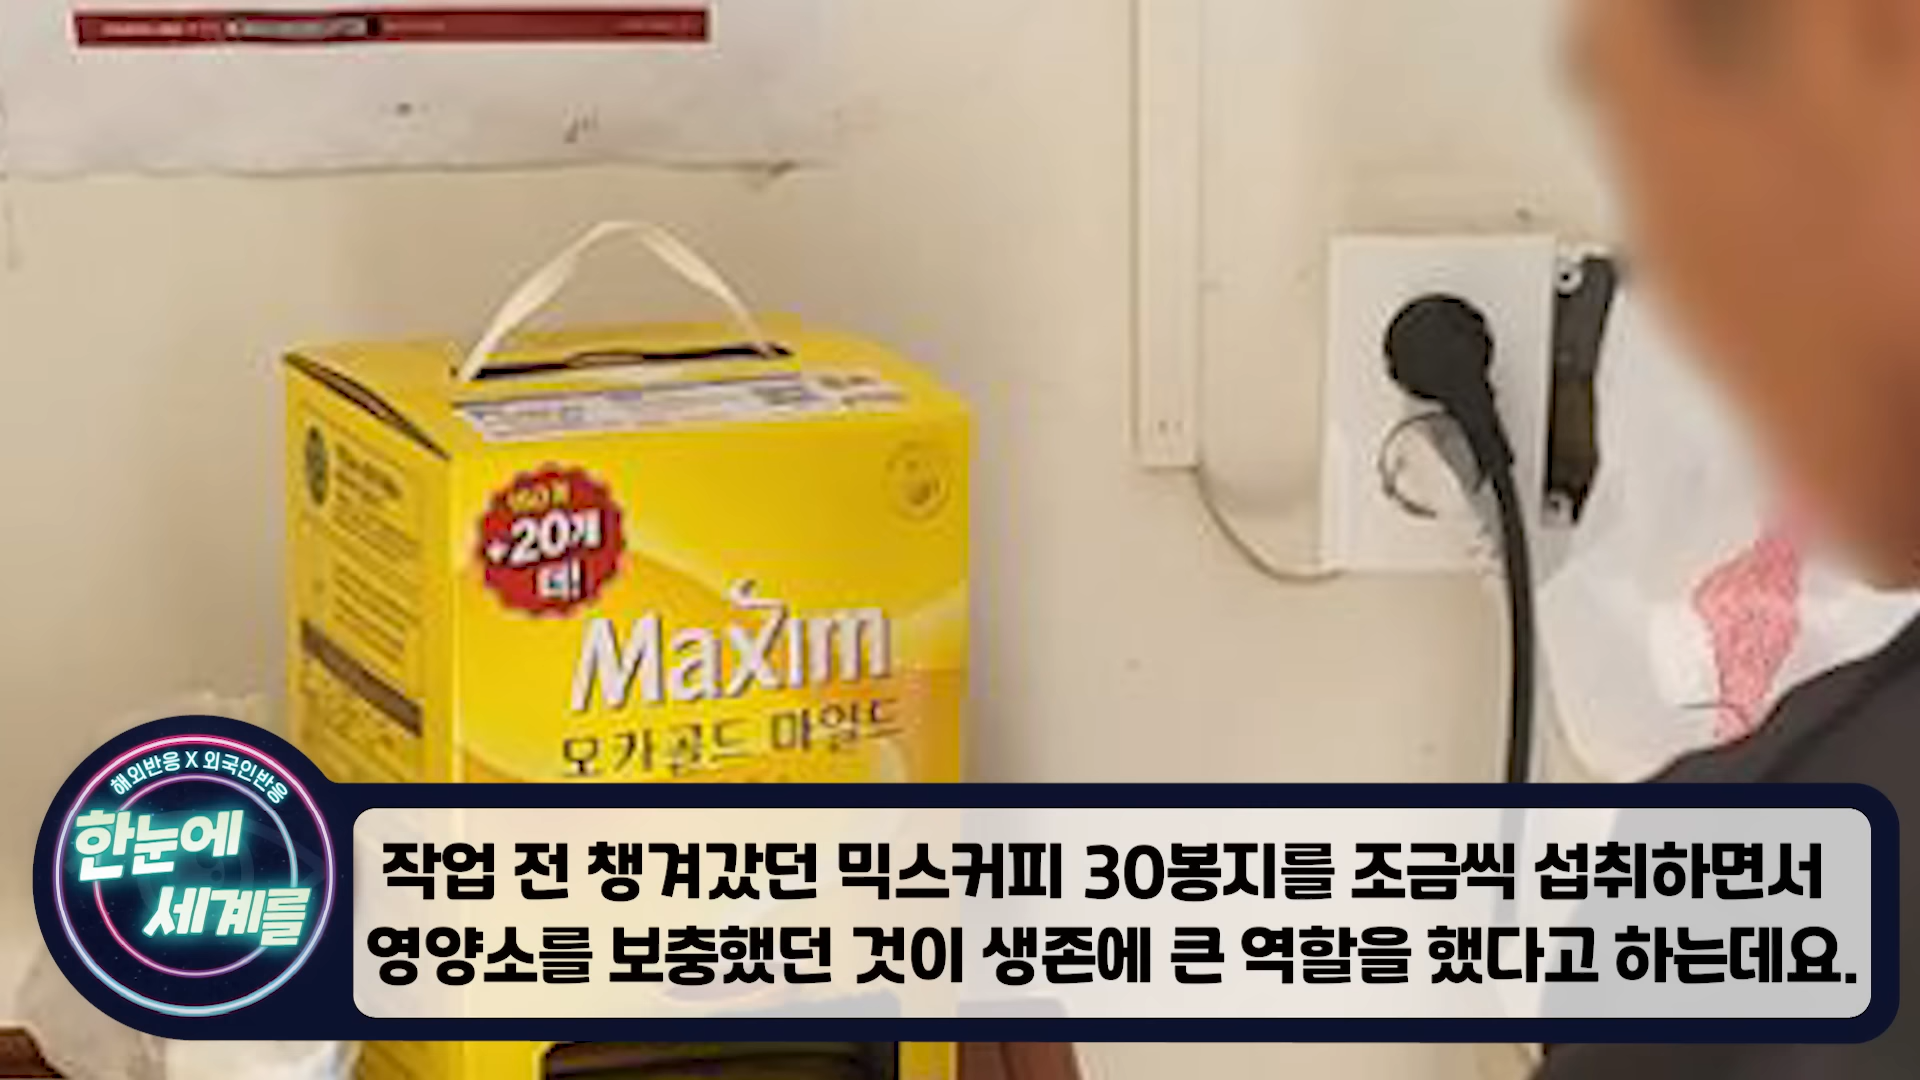 +20개
더!
Maxim
모카골드 마일드
해외반응 X 외국인반응
한눈에
세계를
작업 전 챙겨갔던 믹스커피 30봉지를 조금씩 섭취하면서
영양소를 보충했던 것이 생존에 큰 역할을 했다고 하는데요.